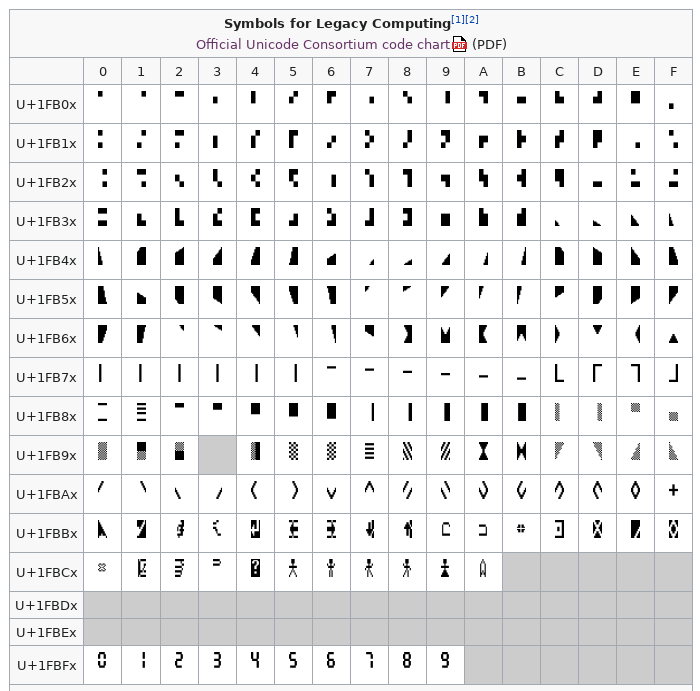 Symbols for Legacy Computing[1][2]
Official Unicode Consortium code chart PDF (PDF)
0 1 2 3 4 5 6 7 8 9 A B C D E F
U+1FB0x
U+1FB1x
U+1FB2x
U+1FB3x
U+1FB4x
U+1FB5x
U+1FB6x
U+1FB7x
U+1FB8x
U+1FB9x
U+1FBAx
U+1FBBx
U+1FBCx
U+1FBDx
U+1FBEx
U+1FBFx 🯰 🯱 🯲 🯳 🯴 🯵 🯶 🯷 🯸 🯹